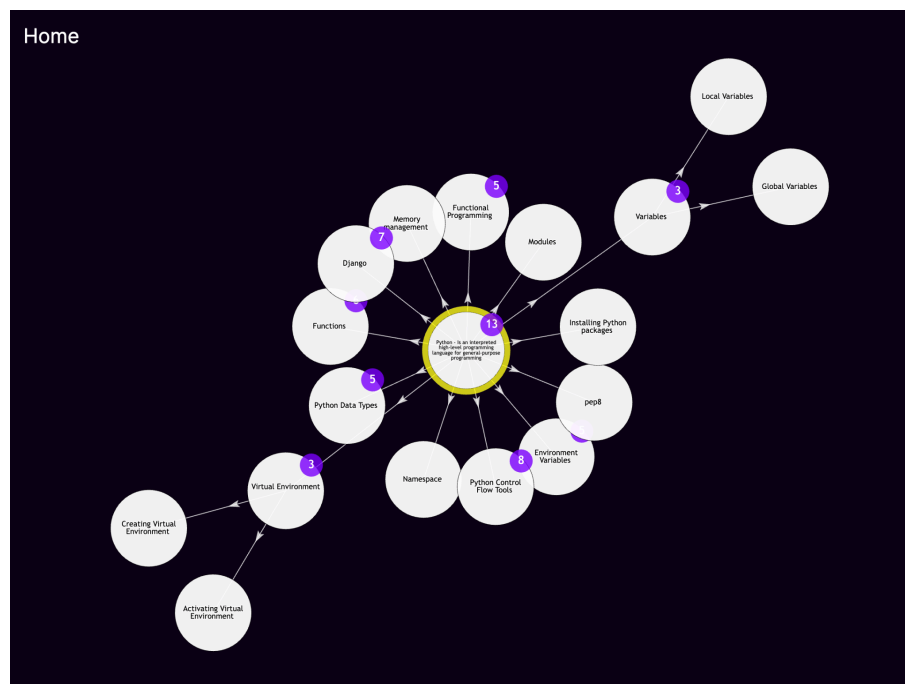 Home
Local Variables
Global Variables
3
Variables
5
Functional
Programming
Memory
management
7
Django
Modules
Functions
13
Python - is an interpreted
high-level programming
language for general-purpose
programming
Installing Python
packages
5
Python Data Types
pep8
Environment
Variables
8
Python Control
Flow Tools
Namespace
3
Virtual Environment
Creating Virtual
Environment
Activating Virtual
Environment